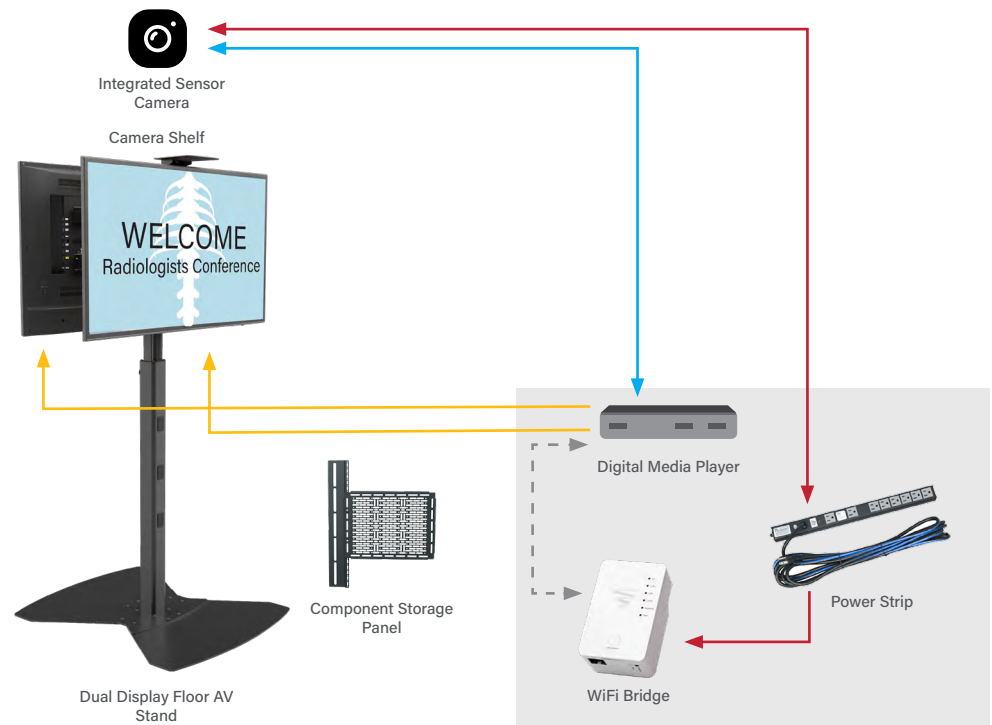 Integrated Sensor
Camera
Camera Shelf
WELCOME
Radiologists Conference
Digital Media Player
Component Storage
Panel
Power Strip
WiFi Bridge
Dual Display Floor AV
Stand